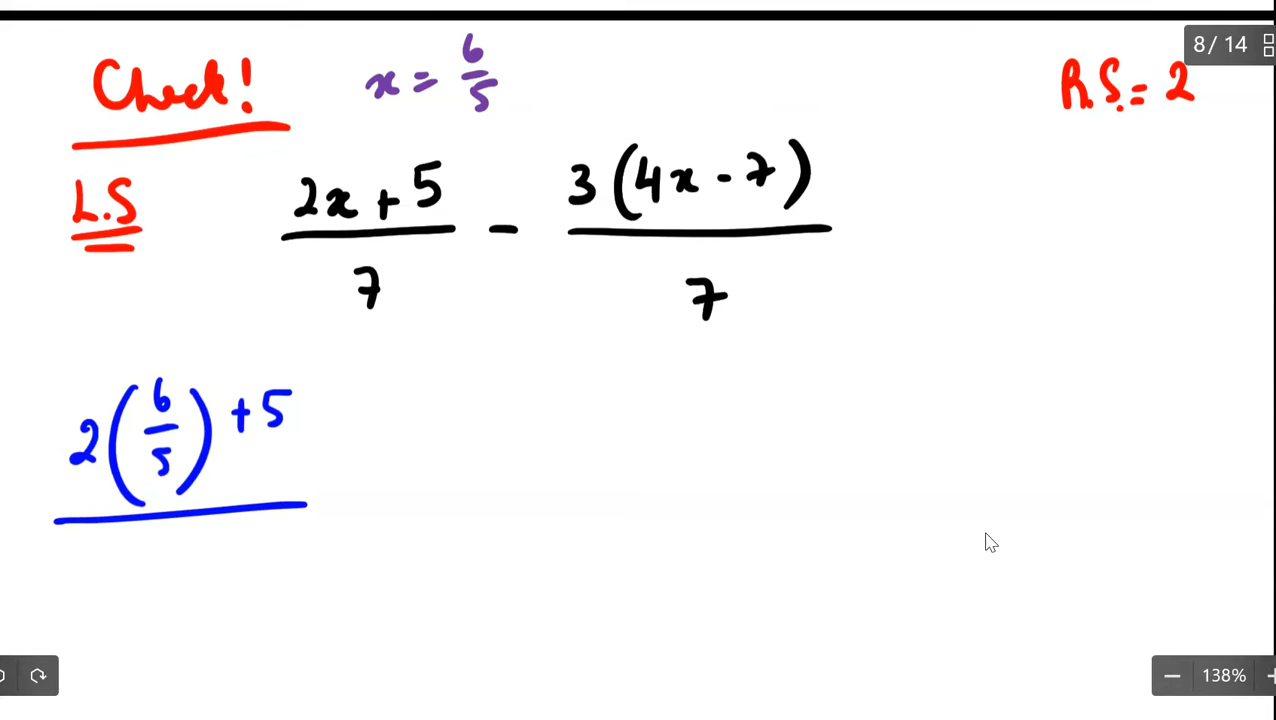 8 / 14
Check! x = 6/5 R.S. = 2
L.S (2x + 5)/7 - 3(4x - 7)/7
2(6/5) + 5
138%